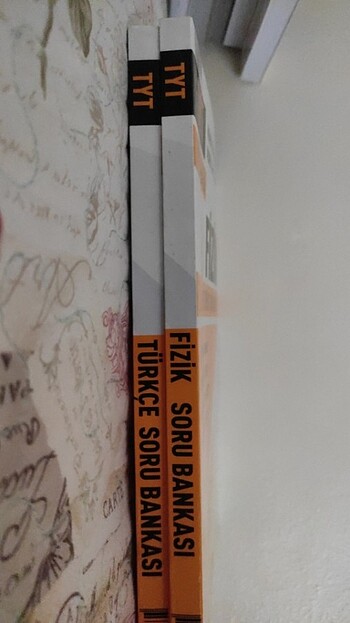 TYT
TÜRKÇE SORU BANKASI
TYT
FİZİK SORU BANKASI